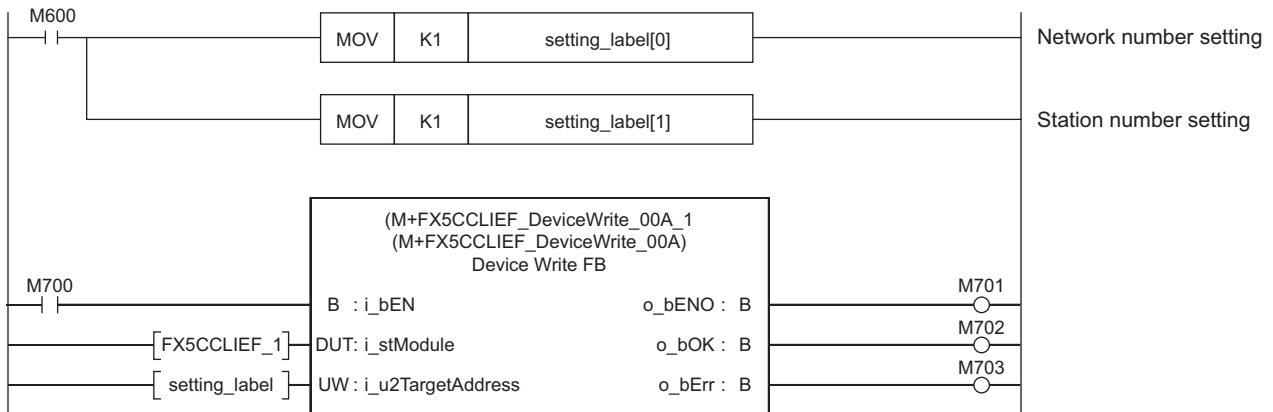 M600
MOV K1 setting_label[0] Network number setting
MOV K1 setting_label[1] Station number setting
(M+FX5CCLIEF_DeviceWrite_00A_1
(M+FX5CCLIEF_DeviceWrite_00A)
Device Write FB
M700 M701
B : i_bEN o_bENO : B
M702
FX5CCLIEF_1 DUT: i_stModule o_bOK : B
M703
setting_label UW : i_u2TargetAddress o_bErr : B